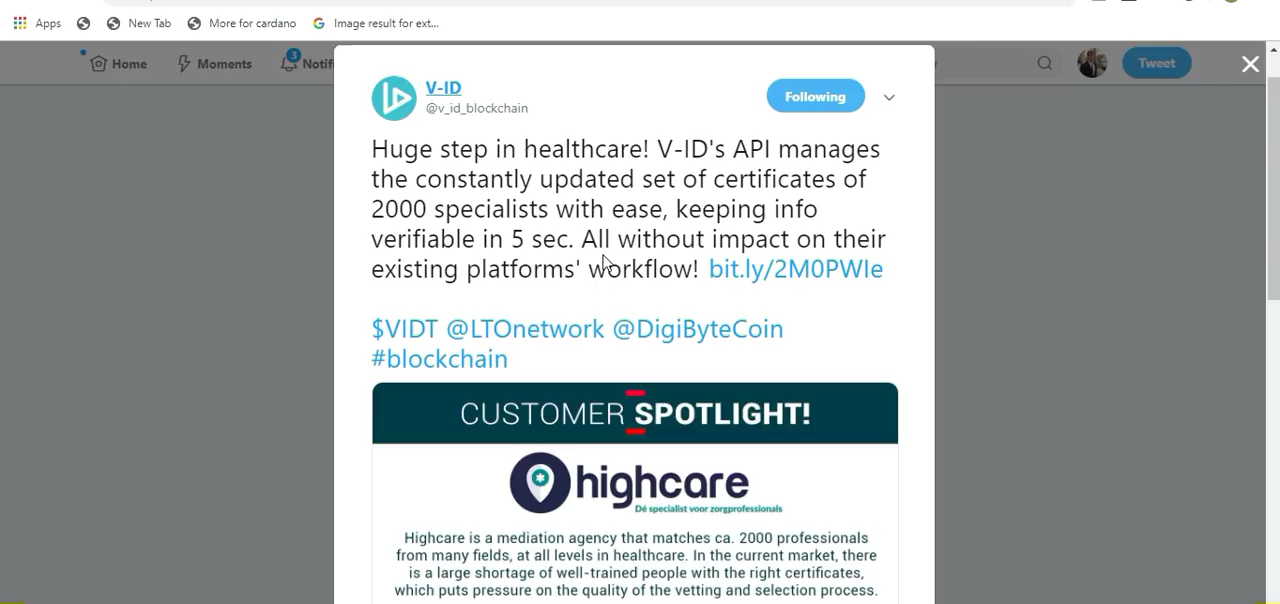 Apps
New Tab
More for cardano
Image result for ext...
Home
Moments
3
Notifi
Tweet
V-ID
@v_id_blockchain
Following
Huge step in healthcare! V-ID's API manages
the constantly updated set of certificates of
2000 specialists with ease, keeping info
verifiable in 5 sec. All without impact on their
existing platforms' workflow! bit.ly/2M0PWIe
$VIDT @LTOnetwork @DigiByteCoin
#blockchain
CUSTOMER SPOTLIGHT!
highcare
Dé specialist voor zorgprofessionals
Highcare is a mediation agency that matches ca. 2000 professionals
from many fields, at all levels in healthcare. In the current market, there
is a large shortage of well-trained people with the right certificates,
which puts pressure on the quality of the vetting and selection process.